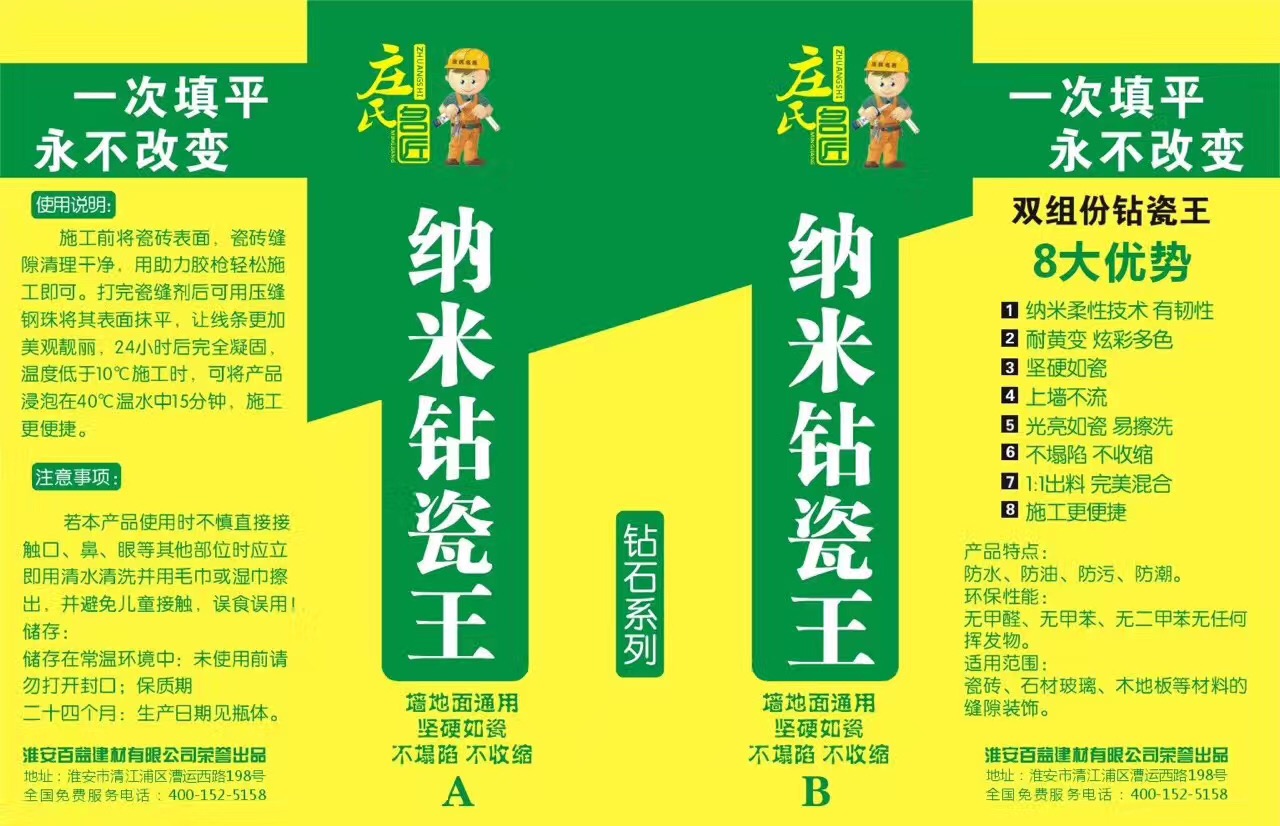 一次填平
永不改变
使用说明:
施工前将瓷砖表面，瓷砖缝
隙清理干净，用助力胶枪轻松施
工即可。打完瓷缝剂后可用压缝
钢珠将其表面抹平，让线条更加
美观靓丽，24小时后完全凝固，
温度低于10℃施工时，可将产品
浸泡在40℃温水中15分钟，施工
更便捷。
注意事项:
若本产品使用时不慎直接接
触口、鼻、眼等其他部位时应立
即用清水清洗并用毛巾或湿巾擦
出，并避免儿童接触，误食误用！
储存：
储存在常温环境中：未使用前请
勿打开封口；保质期
二十四个月：生产日期见瓶体。
淮安百益建材有限公司荣誉出品
地址：淮安市清江浦区漕运西路198号
全国免费服务电话：400-152-5158
庄氏
ZHUANGSHI
名匠
MINGJIANG
纳米钻瓷王
墙地面通用
坚硬如瓷
不塌陷 不收缩
A
钻石系列
庄氏
ZHUANGSHI
名匠
MINGJIANG
纳米钻瓷王
墙地面通用
坚硬如瓷
不塌陷 不收缩
B
一次填平
永不改变
双组份钻瓷王
8大优势
1 纳米柔性技术 有韧性
2 耐黄变 炫彩多色
3 坚硬如瓷
4 上墙不流
5 光亮如瓷 易擦洗
6 不塌陷 不收缩
7 1:1出料 完美混合
8 施工更便捷
产品特点：
防水、防油、防污、防潮。
环保性能：
无甲醛、无甲苯、无二甲苯无任何
挥发物。
适用范围：
瓷砖、石材玻璃、木地板等材料的
缝隙装饰。
淮安百益建材有限公司荣誉出品
地址：淮安市清江浦区漕运西路198号
全国免费服务电话：400-152-5158